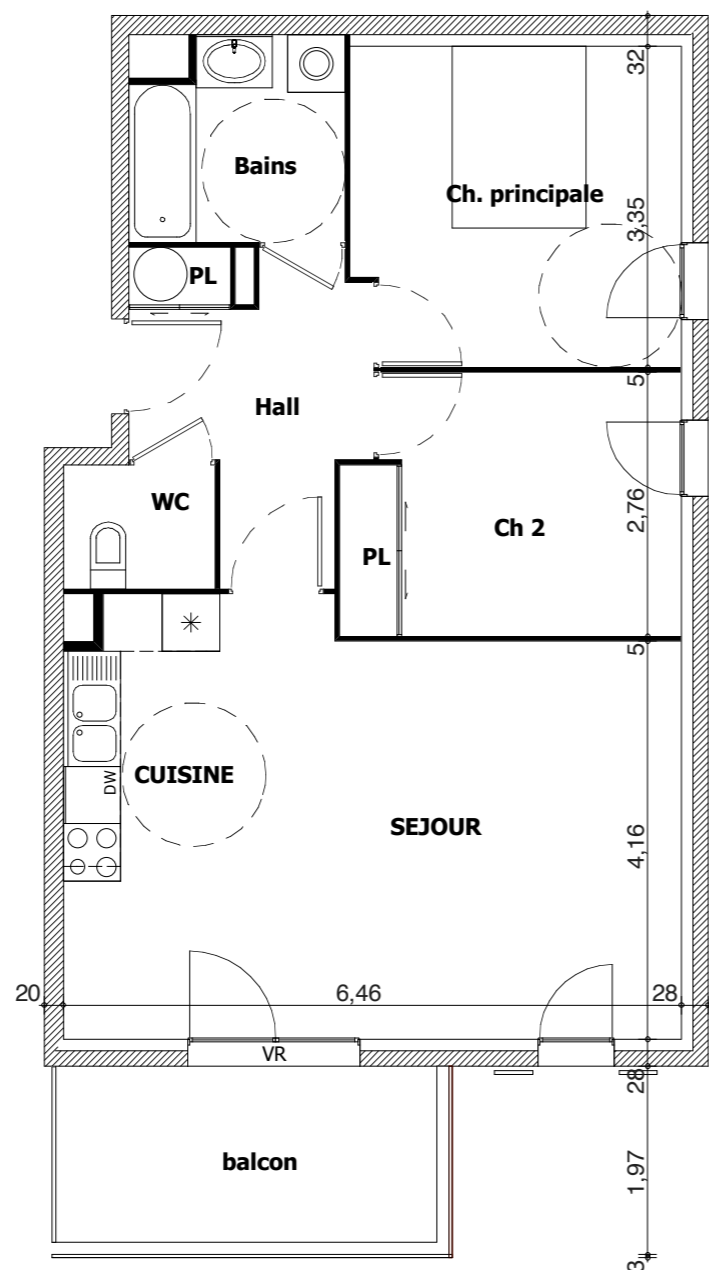 32
Bains
Ch. principale
3,35
PL
5
Hall
WC
2,76
Ch 2
PL
5
DW
CUISINE
SEJOUR
4,16
20
6,46
28
VR
28
balcon
1,97
3